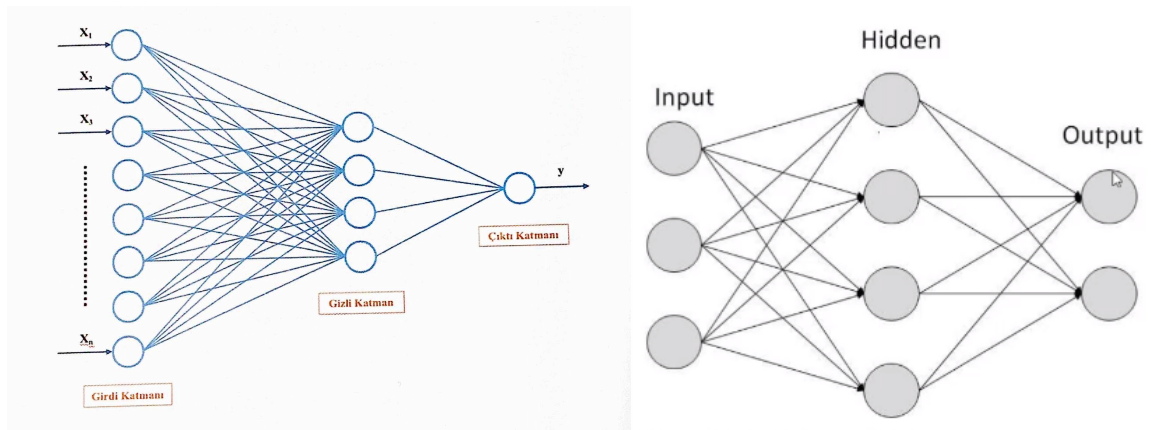 X₁
X₂
X₃
Xₙ
y
Çıktı Katmanı
Gizli Katman
Girdi Katmanı
Hidden
Input
Output